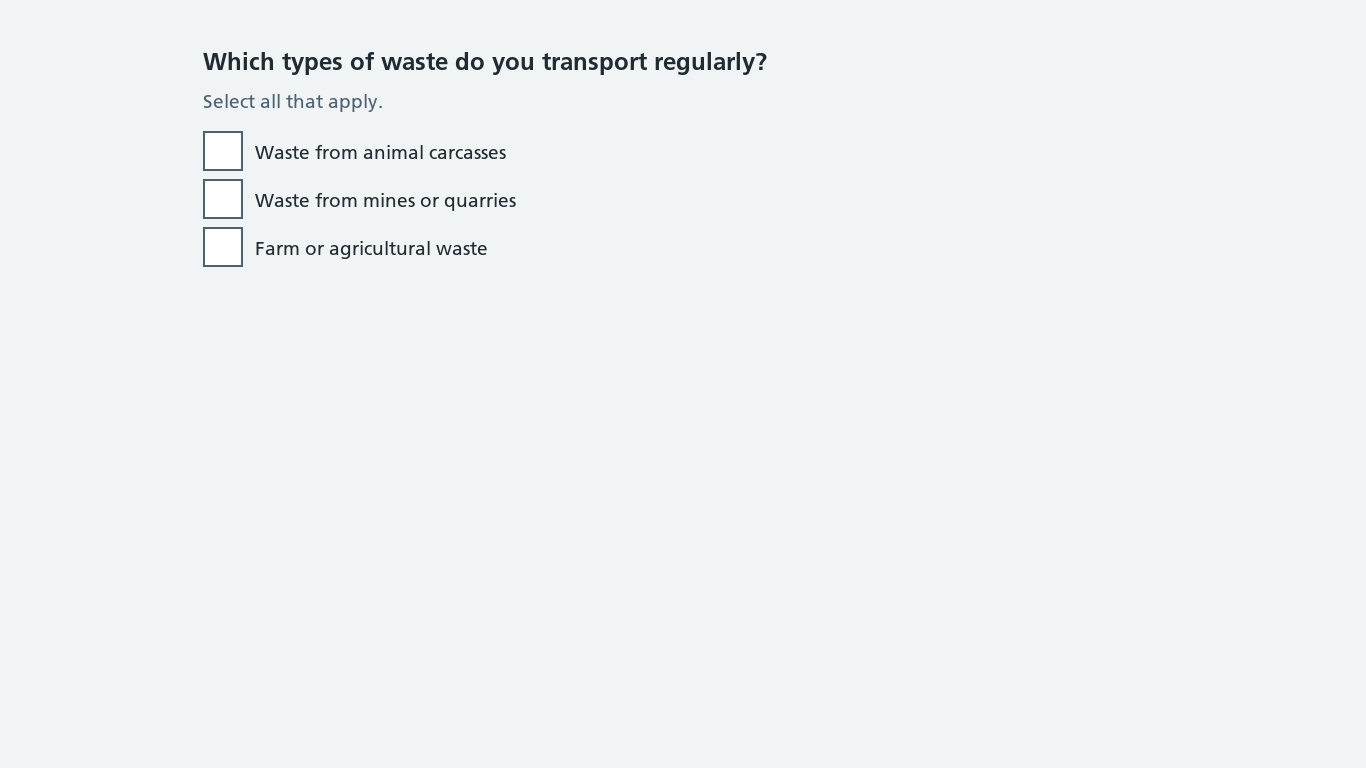 Which types of waste do you transport regularly?
Select all that apply.
Waste from animal carcasses
Waste from mines or quarries
Farm or agricultural waste